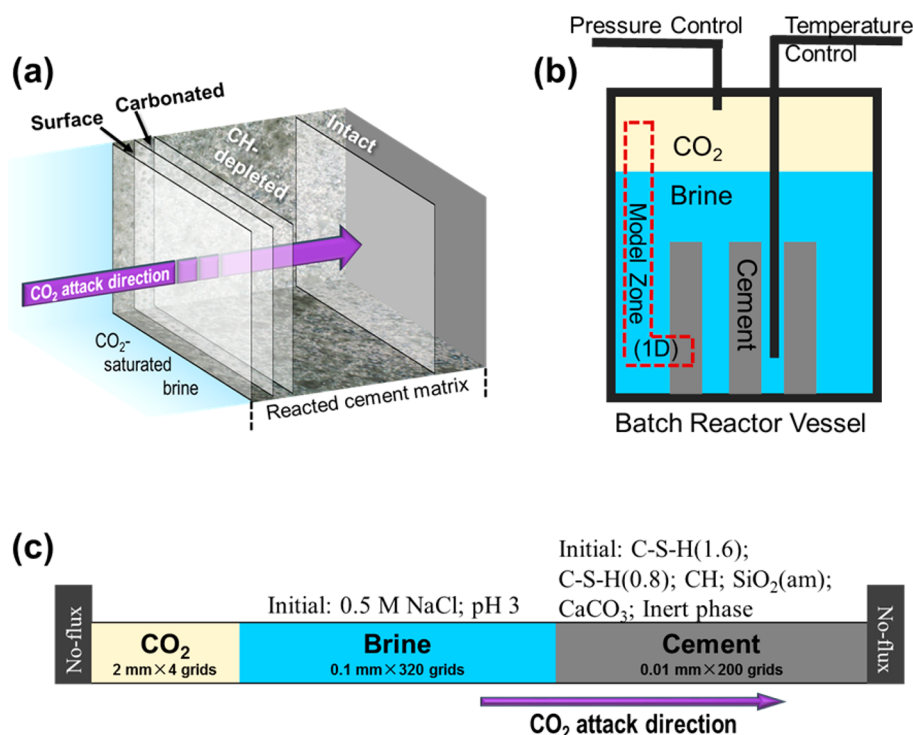 (a)
Surface
Carbonated
CH-
depleted
Intact
CO₂ attack direction
CO₂-
saturated
brine
Reacted cement matrix
(b)
Pressure Control
Temperature
Control
CO₂
Brine
Model Zone
(1D)
Cement
Batch Reactor Vessel
(c)
No-flux
CO₂
2 mm×4 grids
Initial: 0.5 M NaCl; pH 3
Brine
0.1 mm×320 grids
Initial: C-S-H(1.6);
C-S-H(0.8); CH; SiO₂(am);
CaCO₃; Inert phase
Cement
0.01 mm×200 grids
No-flux
CO₂ attack direction